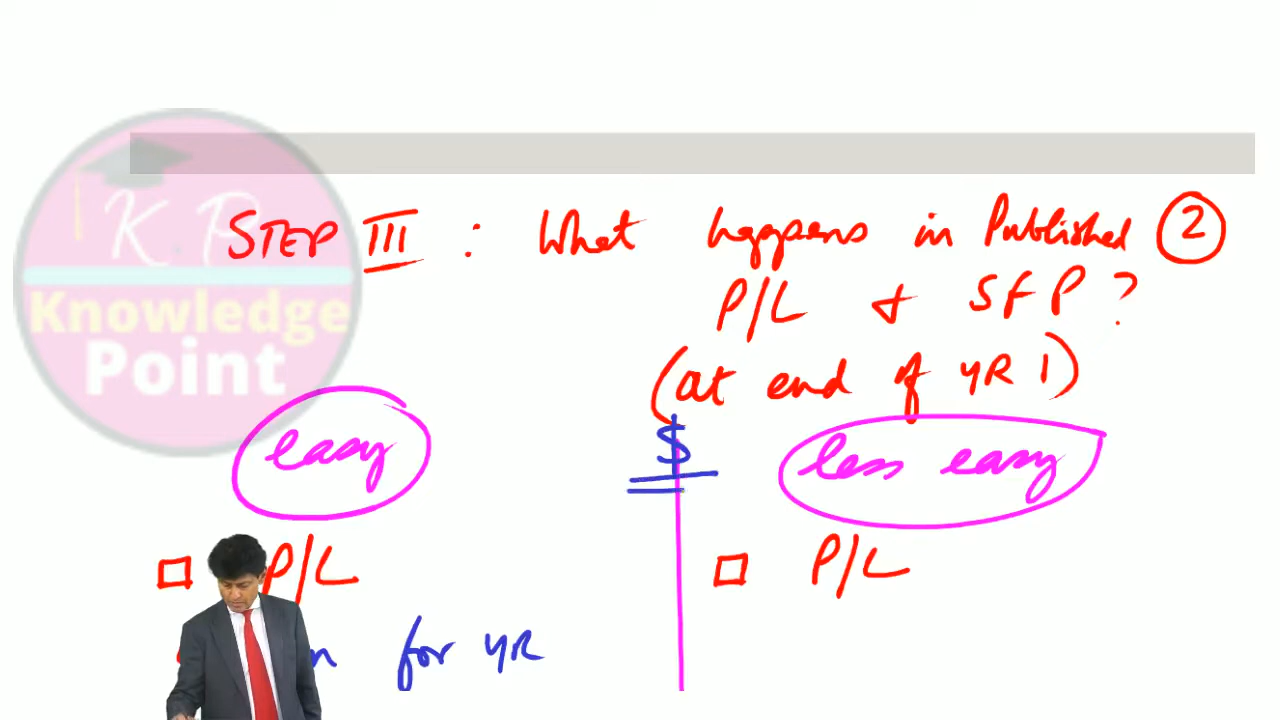 K.P
Knowledge
Point
STEP III : What happens in Published ②
P/L & SFP ?
(at end of YR 1)
easy
$
less easy
P/L
P/L
for YR